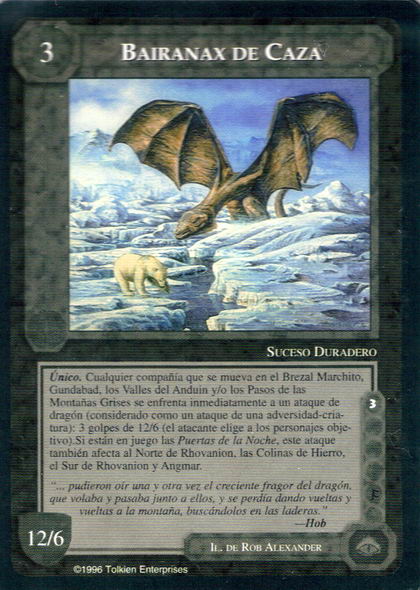 3
BAIRANAX DE CAZA
SUCESO DURADERO
Único. Cualquier compañía que se mueva en el Brezal Marchito,
Gundabad, los Valles del Anduin y/o los Pasos de las
Montañas Grises se enfrenta inmediatamente a un ataque de
dragón (considerado como un ataque de una adversidad-cria-
tura): 3 golpes de 12/6 (el atacante elige a los personajes obje-
tivo).Si están en juego las Puertas de la Noche, este ataque
también afecta al Norte de Rhovanion, las Colinas de Hierro,
el Sur de Rhovanion y Angmar.
3
"... pudieron oir una y otra vez el creciente fragor del dragón,
que volaba y pasaba junto a ellos, y se perdía dando vueltas y
vueltas a la montaña, buscándolos en las laderas."
—Hob
E
12/6
IL. DE ROB ALEXANDER
©1996 Tolkien Enterprises